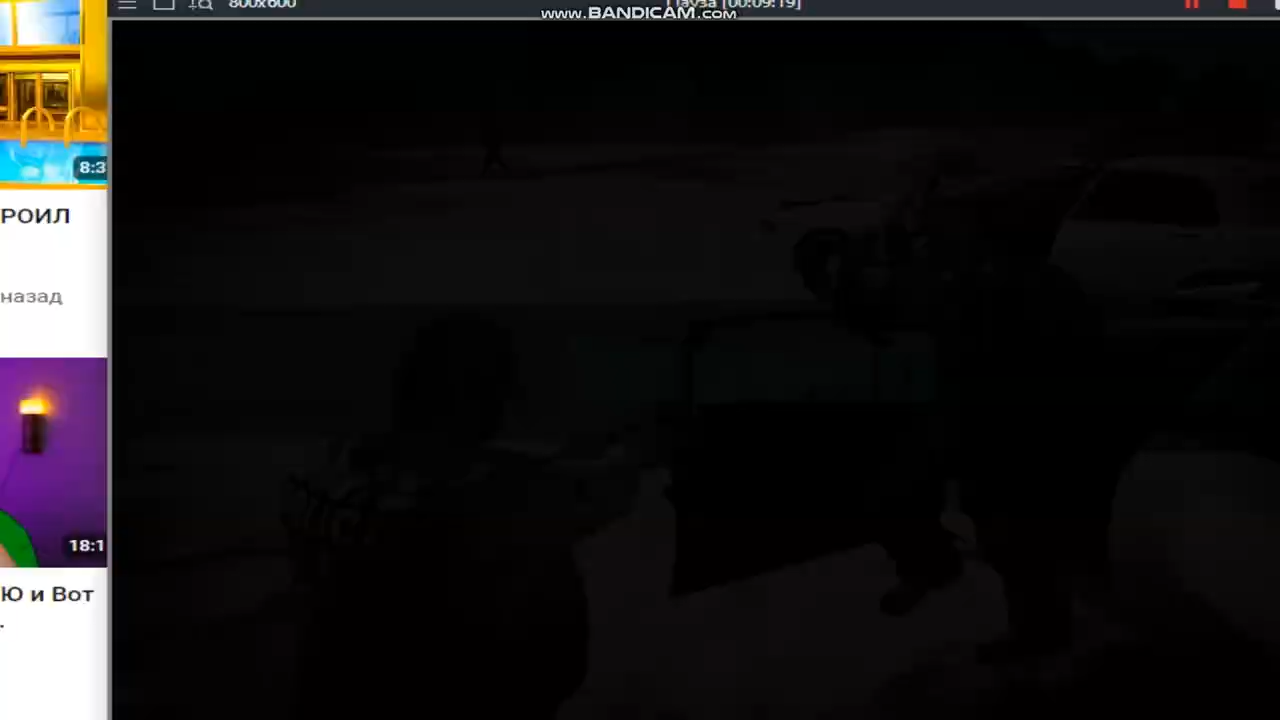 800x600
www.BANDICAM.com
Пауза [00:09:19]
8:3
РОИЛ
назад
18:1
Ю и Вот
.